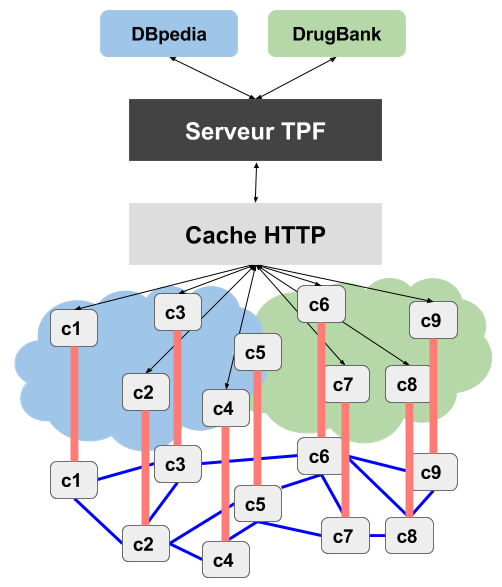 DBpedia
DrugBank
Serveur TPF
Cache HTTP
c1
c3
c6
c9
c5
c2
c4
c7
c8
c1
c3
c6
c9
c5
c2
c4
c7
c8